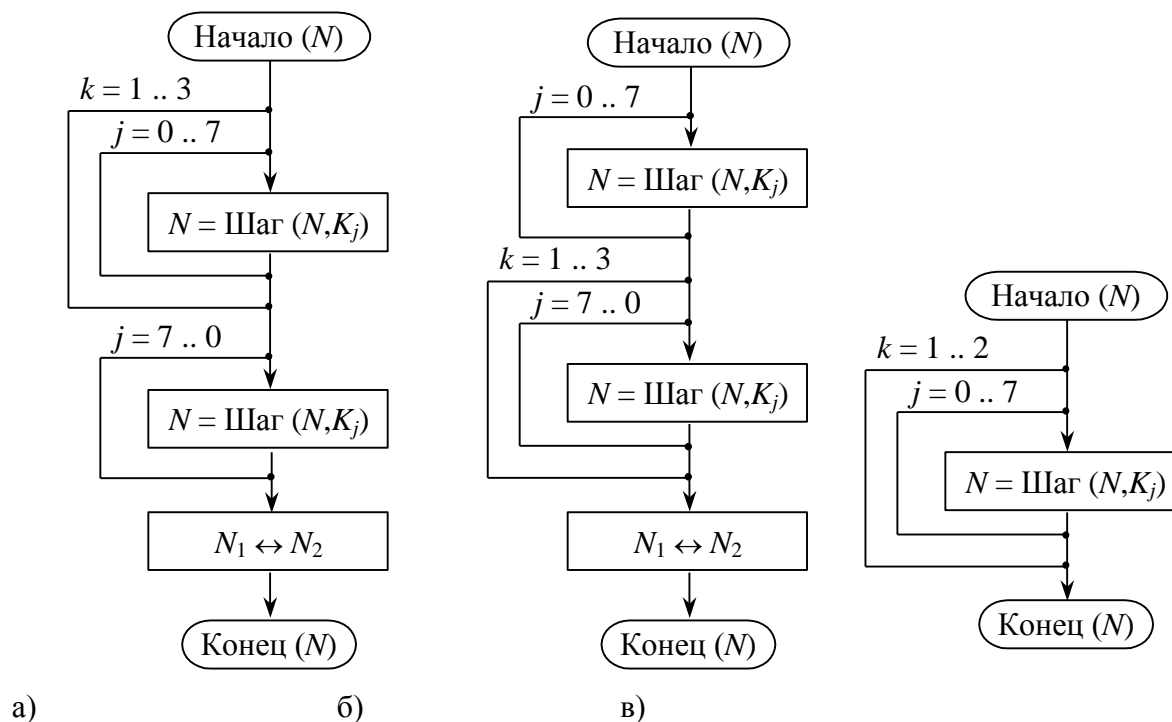 Начало (N)
k = 1 .. 3
j = 0 .. 7
N = Шаг (N,Kj)
j = 7 .. 0
N = Шаг (N,Kj)
N1 ↔ N2
Конец (N)
Начало (N)
j = 0 .. 7
N = Шаг (N,Kj)
k = 1 .. 3
j = 7 .. 0
N = Шаг (N,Kj)
N1 ↔ N2
Конец (N)
Начало (N)
k = 1 .. 2
j = 0 .. 7
N = Шаг (N,Kj)
Конец (N)
а) б) в)